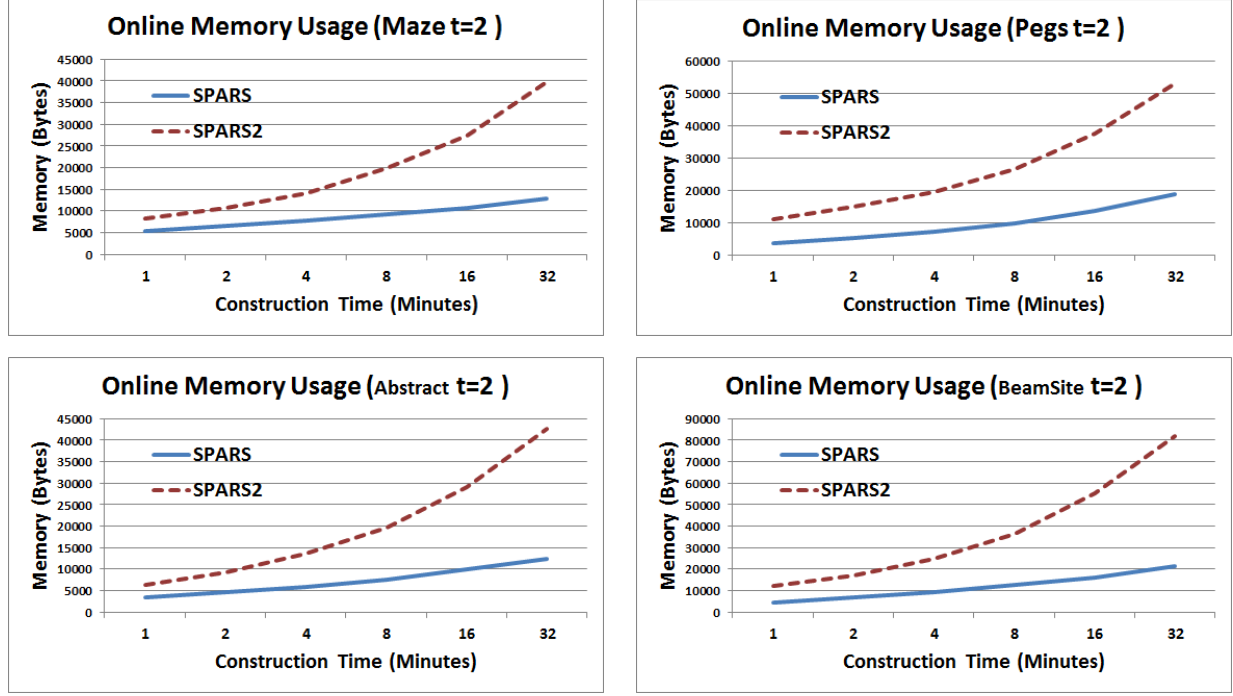 Online Memory Usage (Maze t=2 )
45000
40000
35000
30000
25000
20000
15000
10000
5000
0
Memory (Bytes)
SPARS
SPARS2
1 2 4 8 16 32
Construction Time (Minutes)
Online Memory Usage (Pegs t=2 )
60000
50000
40000
30000
20000
10000
0
Memory (Bytes)
SPARS
SPARS2
1 2 4 8 16 32
Construction Time (Minutes)
Online Memory Usage (Abstract t=2 )
45000
40000
35000
30000
25000
20000
15000
10000
5000
0
Memory (Bytes)
SPARS
SPARS2
1 2 4 8 16 32
Construction Time (Minutes)
Online Memory Usage (BeamSite t=2 )
90000
80000
70000
60000
50000
40000
30000
20000
10000
0
Memory (Bytes)
SPARS
SPARS2
1 2 4 8 16 32
Construction Time (Minutes)